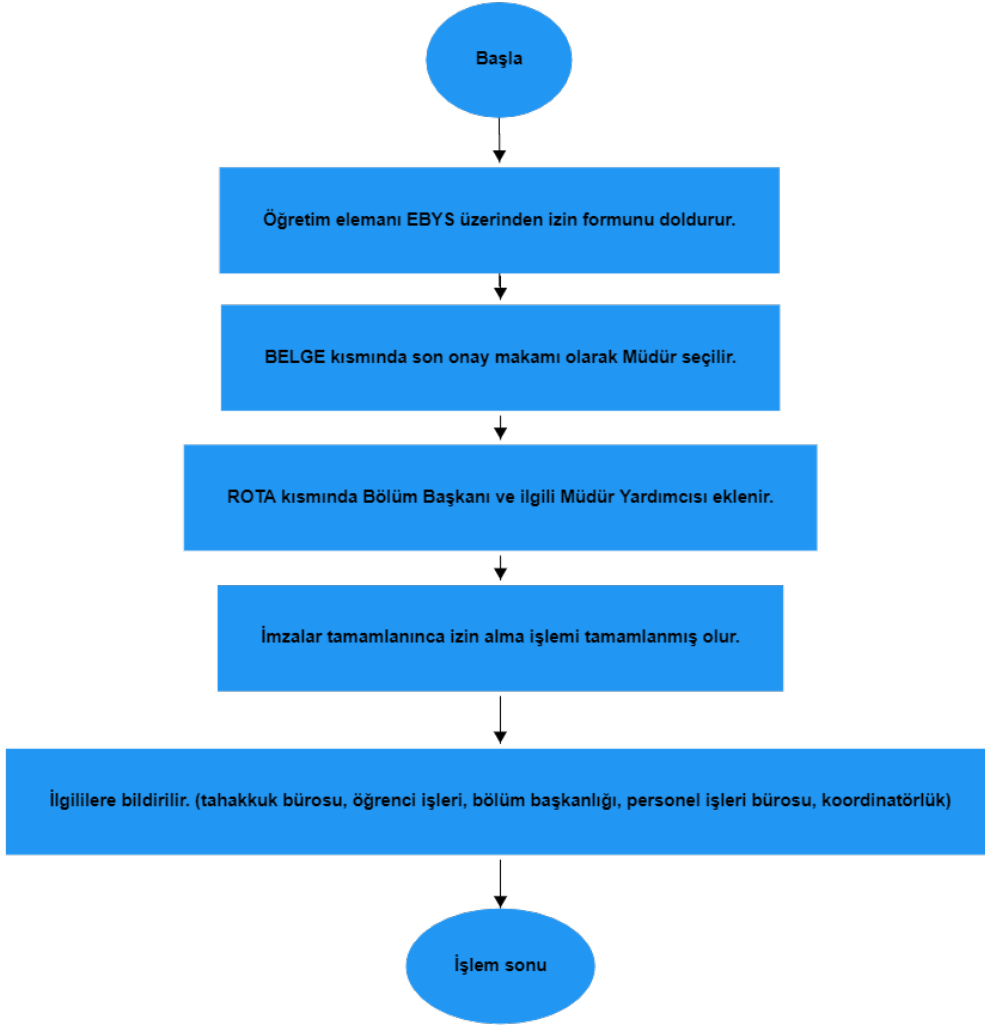 Başla
Öğretim elemanı EBYS üzerinden izin formunu doldurur.
BELGE kısmında son onay makamı olarak Müdür seçilir.
ROTA kısmında Bölüm Başkanı ve ilgili Müdür Yardımcısı eklenir.
İmzalar tamamlanınca izin alma işlemi tamamlanmış olur.
İlgililere bildirilir. (tahakkuk bürosu, öğrenci işleri, bölüm başkanlığı, personel işleri bürosu, koordinatörlük)
İşlem sonu